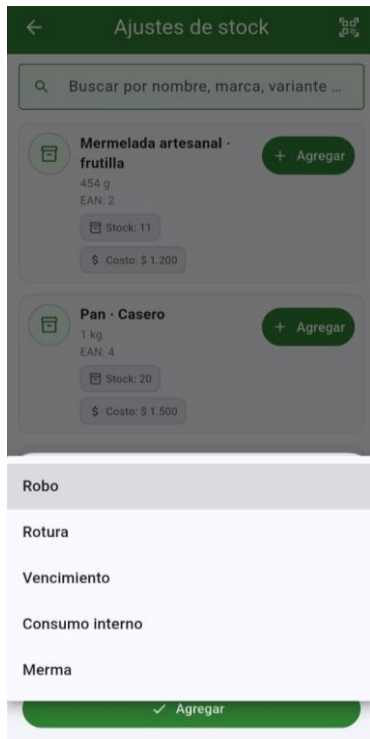 Ajustes de stock
Buscar por nombre, marca, variante ...
Mermelada artesanal ·
frutilla
+ Agregar
454 g
EAN: 2
Stock: 11
$ Costo: $ 1.200
Pan · Casero
+ Agregar
1 kg
EAN: 4
Stock: 20
$ Costo: $ 1.500
Robo
Rotura
Vencimiento
Consumo interno
Merma
Agregar